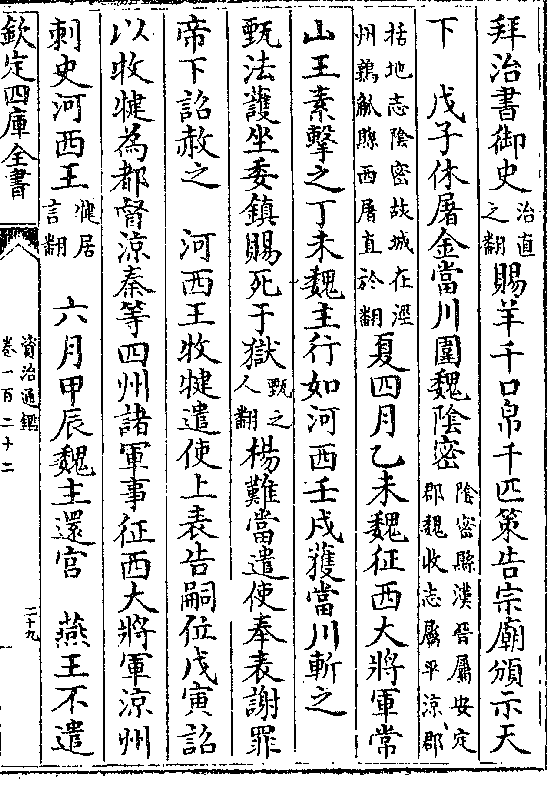 拜治書御史治直之翻賜羊千口帛千匹策告宗廟頒示天
下　戊子休屠金當川圍魏陰密陰密縣漢晉屬安定郡魏收志屬平涼郡
括地志陰密故城在涇州鶉觚縣西屠直於翻夏四月乙未魏征西大將軍常
山王素擊之丁未魏主行如河西壬戌獲當川斬之
甄法護坐委鎮賜死于獄甄之人翻楊難當遣使奉表謝罪
帝下詔赦之　河西王牧犍遣使上表告嗣位戊寅詔
以牧犍為都督涼秦等四州諸軍事征西大將軍涼州
刺史河西王犍居言翻　六月甲辰魏主還宫　燕王不遣
欽定四庫全書
資治通鑑
卷一百二十二
二十九